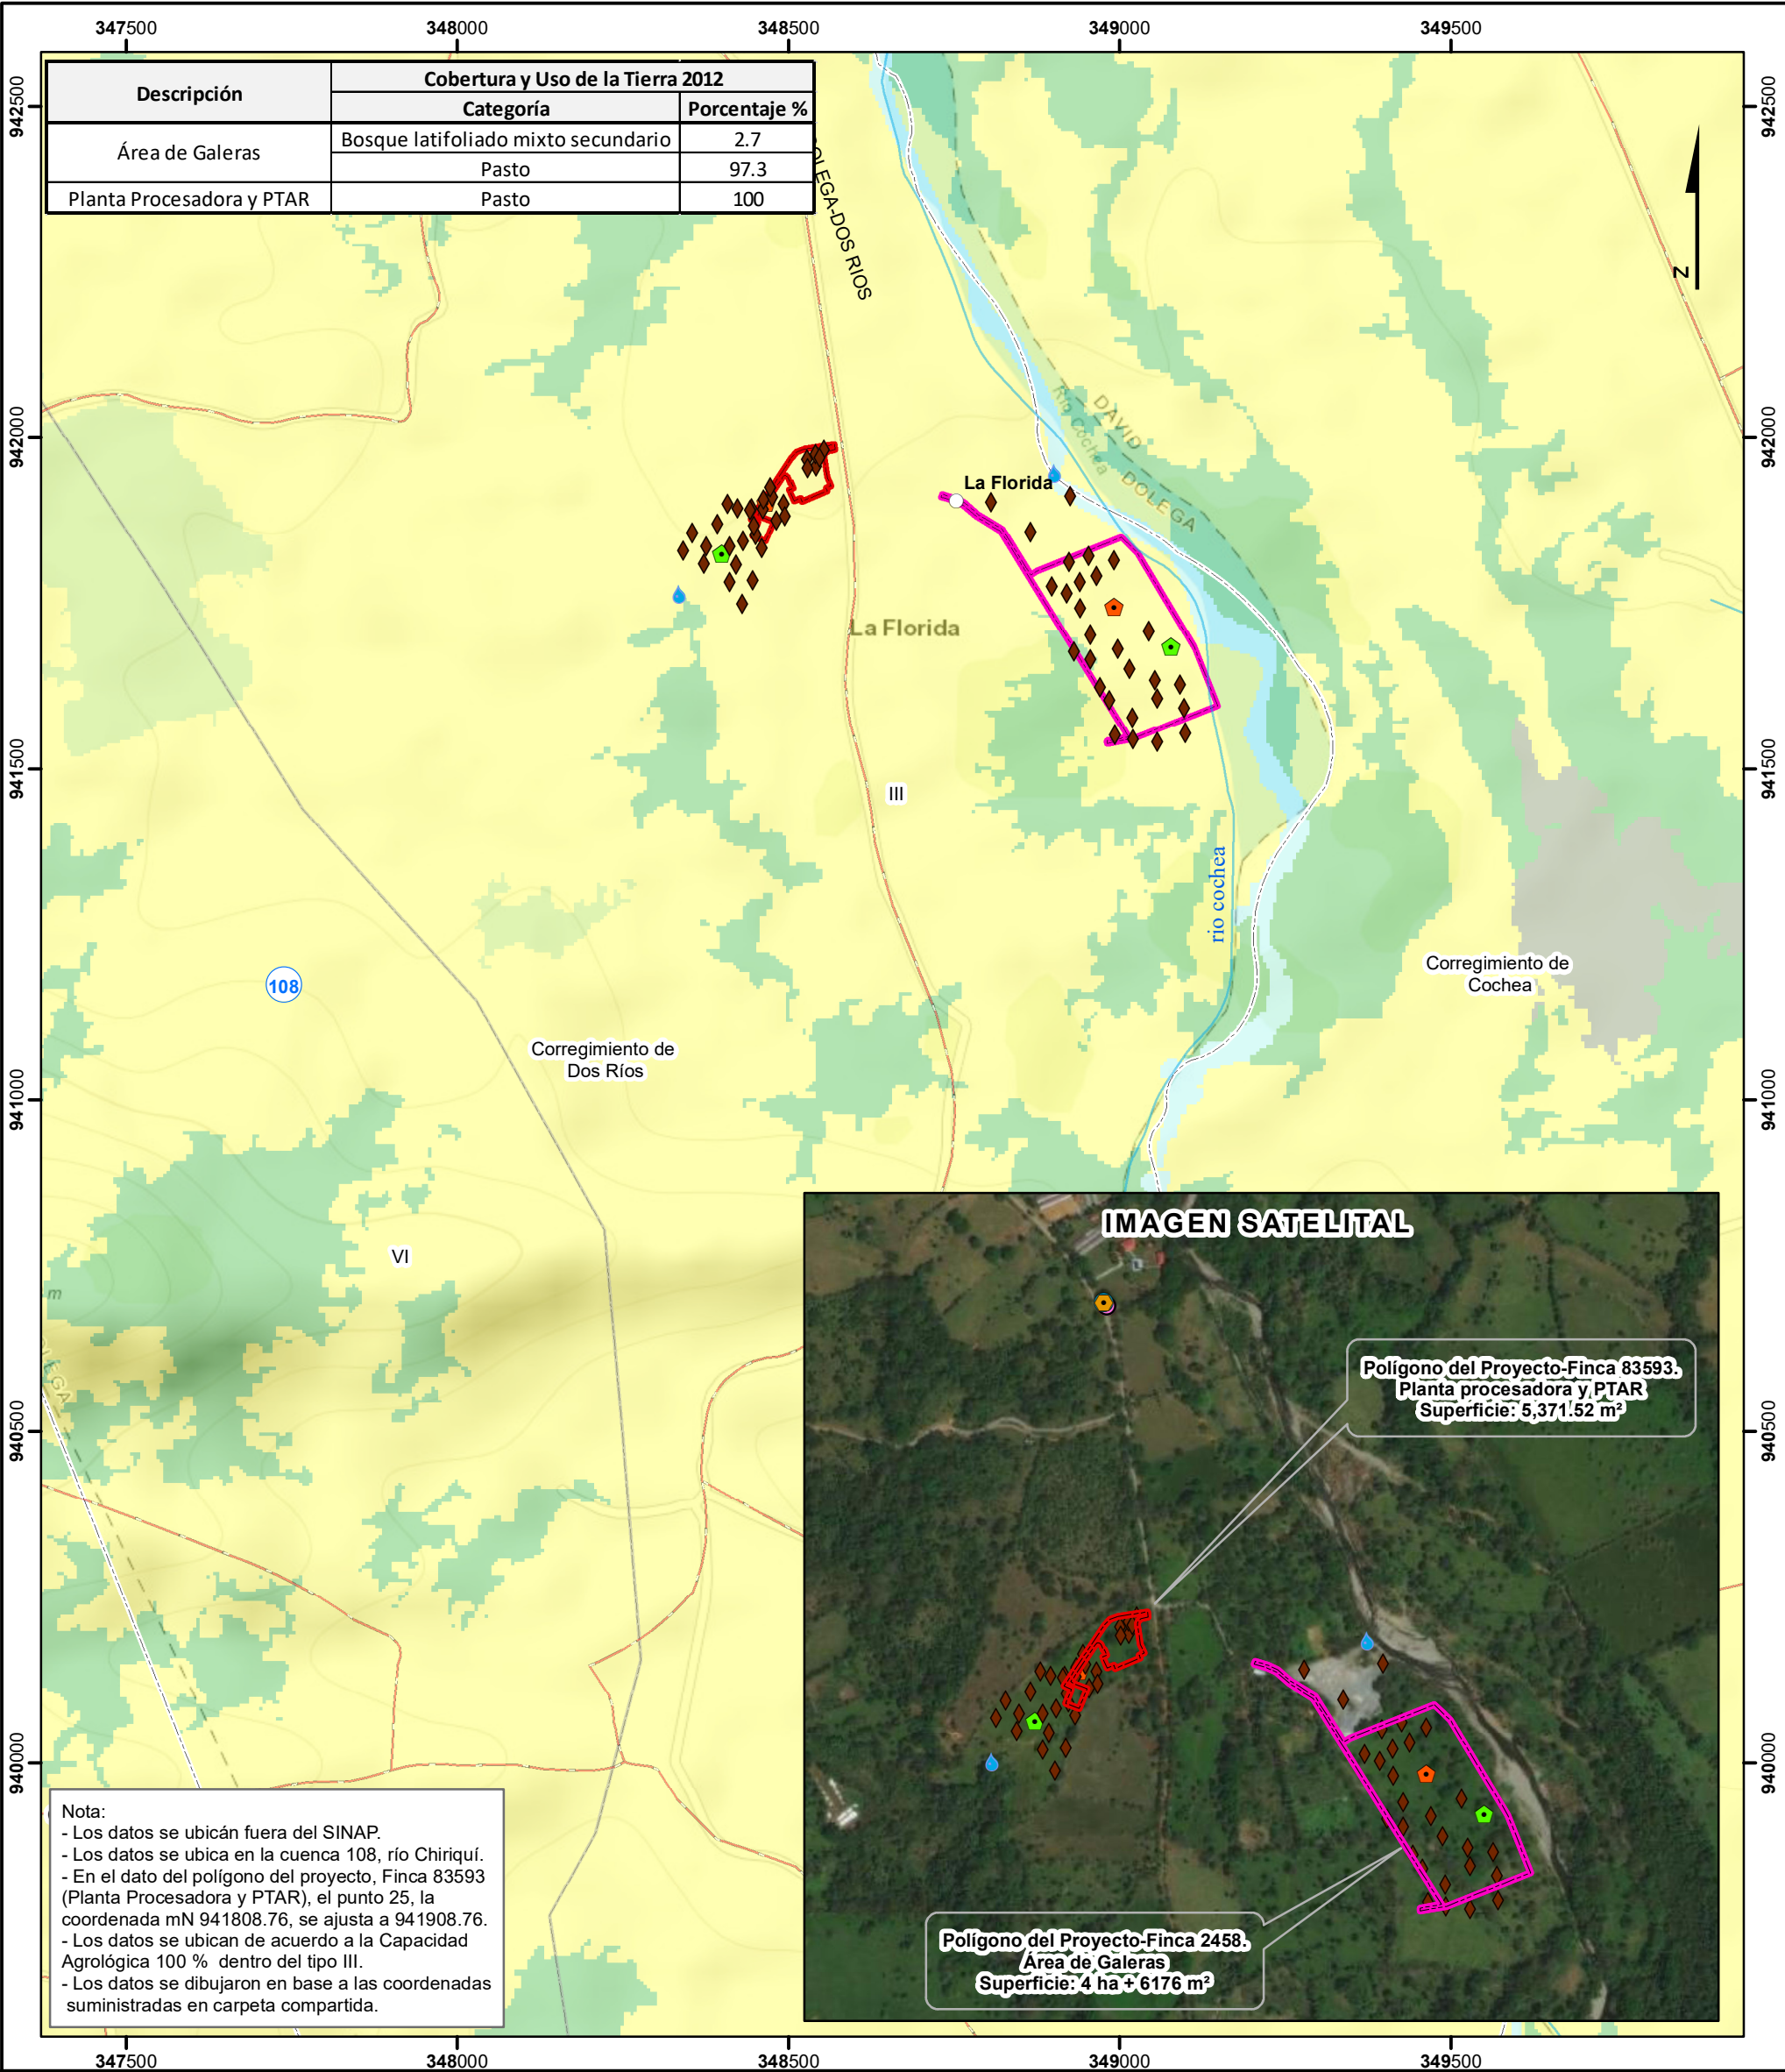 347500 348000 348500 349000 349500
942500 942500
Descripción
Cobertura y Uso de la Tierra 2012
Categoría Porcentaje %
Área de Galeras
Bosque latifoliado mixto secundario 2.7
Pasto 97.3
Planta Procesadora y PTAR Pasto 100
OLEGA-DOS RIOS
N
942000 942000
DAVID
Río Cochea
DOLEGA
La Florida
La Florida
941500 941500
III
rio cochea
108
Corregimiento de
Cochea
Corregimiento de
Dos Ríos
941000 941000
VI
m
OLEGA
940500 940500
940000 940000
IMAGEN SATELITAL
Polígono del Proyecto-Finca 83593.
Planta procesadora y PTAR
Superficie: 5,371.52 m²
Polígono del Proyecto-Finca 2458.
Área de Galeras
Superficie: 4 ha + 6176 m²
Nota:
- Los datos se ubicán fuera del SINAP.
- Los datos se ubica en la cuenca 108, río Chiriquí.
- En el dato del polígono del proyecto, Finca 83593
(Planta Procesadora y PTAR), el punto 25, la
coordenada mN 941808.76, se ajusta a 941908.76.
- Los datos se ubican de acuerdo a la Capacidad
Agrológica 100 % dentro del tipo III.
- Los datos se dibujaron en base a las coordenadas
suministradas en carpeta compartida.
347500 348000 348500 349000 349500